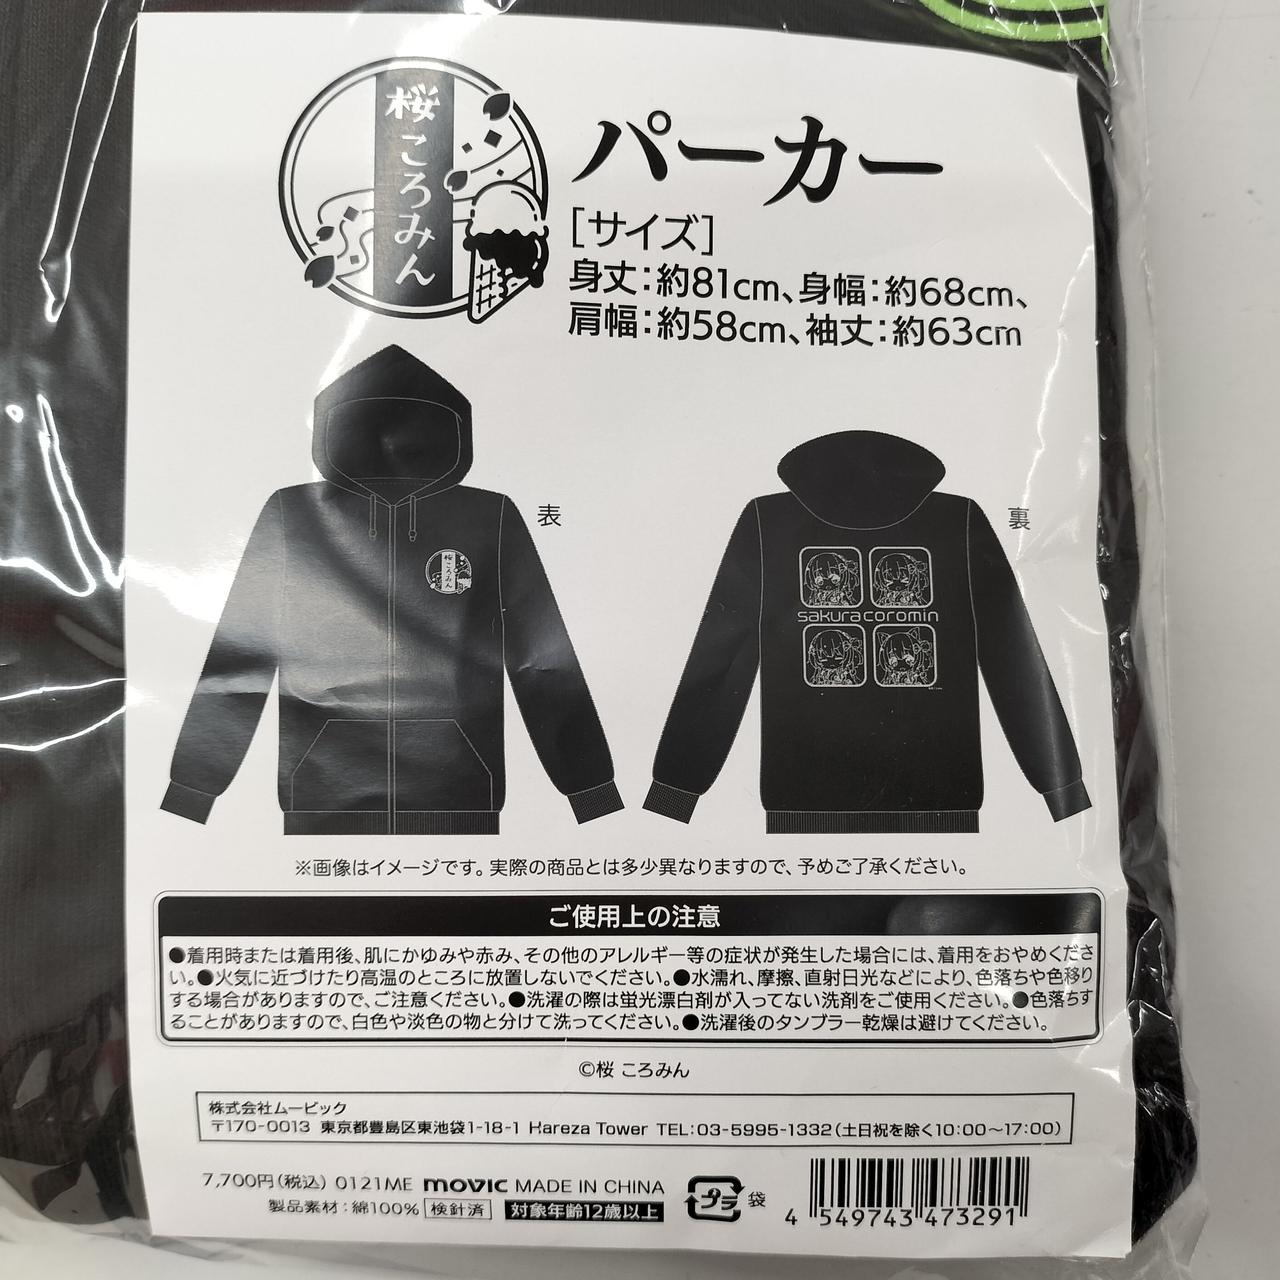 桜ころみん
パーカー
[サイズ]
身丈:約81cm、身幅:約68cm、
肩幅:約58cm、袖丈:約63cm
表
裏
桜ころみん
sakuracoromin
※画像はイメージです。実際の商品とは多少異なりますので、予めご了承ください。
ご使用上の注意
●着用時または着用後、肌にかゆみや赤み、その他のアレルギー等の症状が発生した場合には、着用をおやめくださ
い。●火気に近づけたり高温のところに放置しないでください。●水濡れ、摩擦、直射日光などにより、色落ちや色移り
する場合がありますので、ご注意ください。●洗濯の際は蛍光漂白剤が入ってない洗剤をご使用ください。●色落ちす
ることがありますので、白色や淡色の物と分けて洗ってください。●洗濯後のタンブラー乾燥は避けてください。
©桜 ころみん
株式会社ムービック
〒170-0013 東京都豊島区東池袋1-18-1 Hareza Tower TEL:03-5995-1332(土日祝を除く10:00〜17:00)
7,700円(税込) 0121ME movic MADE IN CHINA
製品素材:綿100% 検針済 対象年齢12歳以上
プラ 袋
4 549743 473291